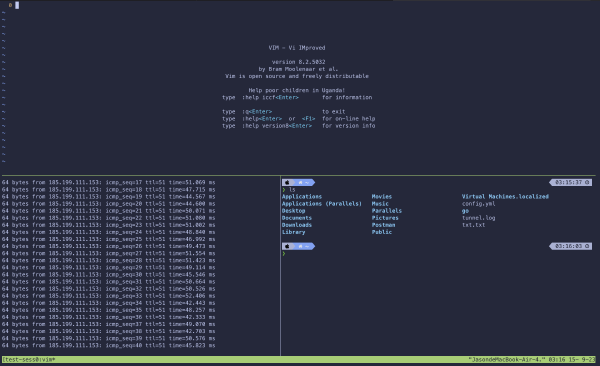 0
VIM – Vi IMproved
version 8.2.5032
by Bram Moolenaar et al.
Vim is open source and freely distributable
Help poor children in Uganda!
type :help iccf<Enter> for information
type :q<Enter> to exit
type :help<Enter> or <F1> for on-line help
type :help version8<Enter> for version info
64 bytes from 185.199.111.153: icmp_seq=17 ttl=51 time=51.069 ms
64 bytes from 185.199.111.153: icmp_seq=18 ttl=51 time=47.715 ms
64 bytes from 185.199.111.153: icmp_seq=19 ttl=51 time=44.567 ms
64 bytes from 185.199.111.153: icmp_seq=20 ttl=51 time=44.600 ms
64 bytes from 185.199.111.153: icmp_seq=21 ttl=51 time=50.071 ms
64 bytes from 185.199.111.153: icmp_seq=22 ttl=51 time=51.000 ms
64 bytes from 185.199.111.153: icmp_seq=23 ttl=51 time=51.002 ms
64 bytes from 185.199.111.153: icmp_seq=24 ttl=51 time=48.840 ms
64 bytes from 185.199.111.153: icmp_seq=25 ttl=51 time=46.992 ms
64 bytes from 185.199.111.153: icmp_seq=26 ttl=51 time=49.473 ms
64 bytes from 185.199.111.153: icmp_seq=27 ttl=51 time=51.554 ms
64 bytes from 185.199.111.153: icmp_seq=28 ttl=51 time=51.423 ms
64 bytes from 185.199.111.153: icmp_seq=29 ttl=51 time=49.114 ms
64 bytes from 185.199.111.153: icmp_seq=30 ttl=51 time=45.546 ms
64 bytes from 185.199.111.153: icmp_seq=31 ttl=51 time=50.664 ms
64 bytes from 185.199.111.153: icmp_seq=32 ttl=51 time=50.526 ms
64 bytes from 185.199.111.153: icmp_seq=33 ttl=51 time=52.406 ms
64 bytes from 185.199.111.153: icmp_seq=34 ttl=51 time=42.443 ms
64 bytes from 185.199.111.153: icmp_seq=35 ttl=51 time=48.257 ms
64 bytes from 185.199.111.153: icmp_seq=36 ttl=51 time=42.333 ms
64 bytes from 185.199.111.153: icmp_seq=37 ttl=51 time=49.070 ms
64 bytes from 185.199.111.153: icmp_seq=38 ttl=51 time=42.703 ms
64 bytes from 185.199.111.153: icmp_seq=39 ttl=51 time=50.576 ms
64 bytes from 185.199.111.153: icmp_seq=40 ttl=51 time=45.823 ms
~ 03:15:37
❯ ls
Applications Movies Virtual Machines.localized
Applications (Parallels) Music config.yml
Desktop Parallels go
Documents Pictures tunnel.log
Downloads Postman txt.txt
Library Public
~ 03:16:03
❯
[test-sess0:vim* "JasondeMacBook-Air-4." 03:16 15- 9-23